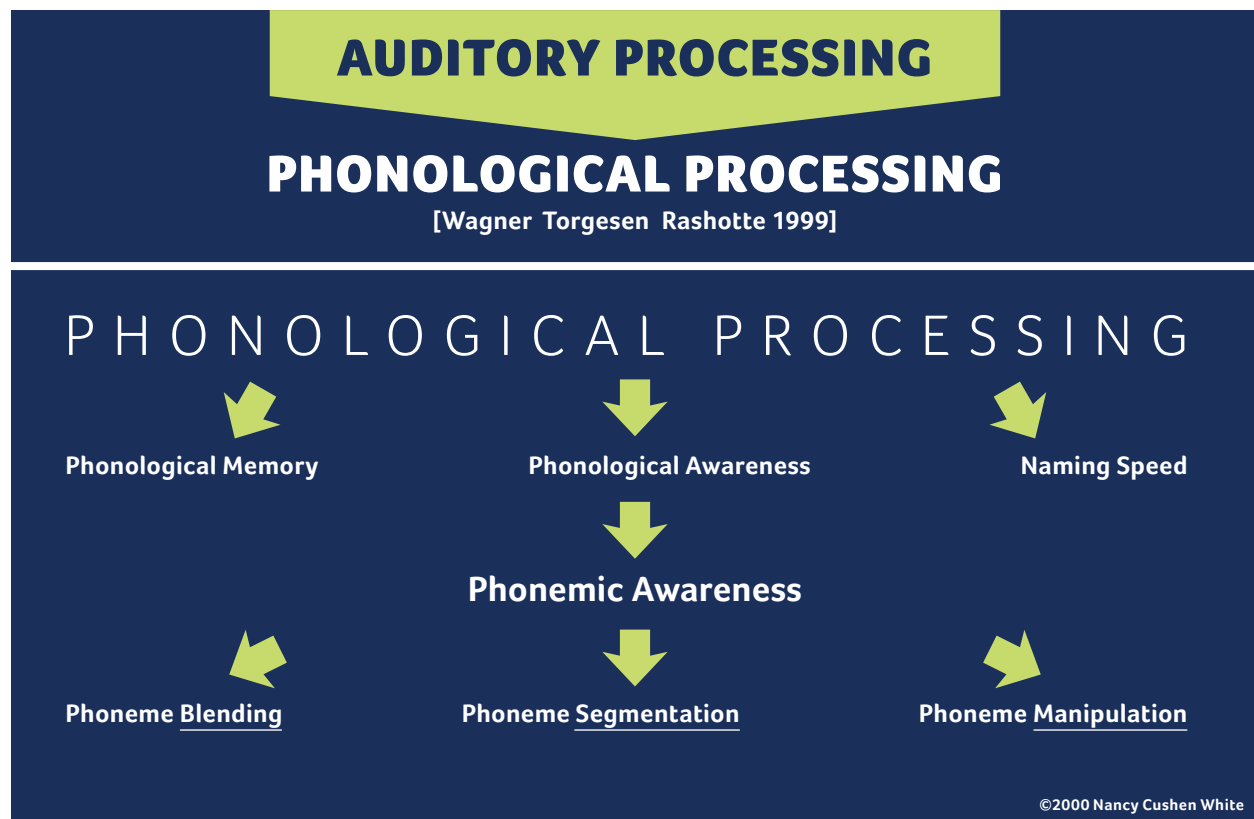 AUDITORY PROCESSING
PHONOLOGICAL PROCESSING
[Wagner Torgesen Rashotte 1999]
PHONOLOGICAL PROCESSING
Phonological Memory
Phonological Awareness
Naming Speed
Phonemic Awareness
Phoneme Blending
Phoneme Segmentation
Phoneme Manipulation
©2000 Nancy Cushen White